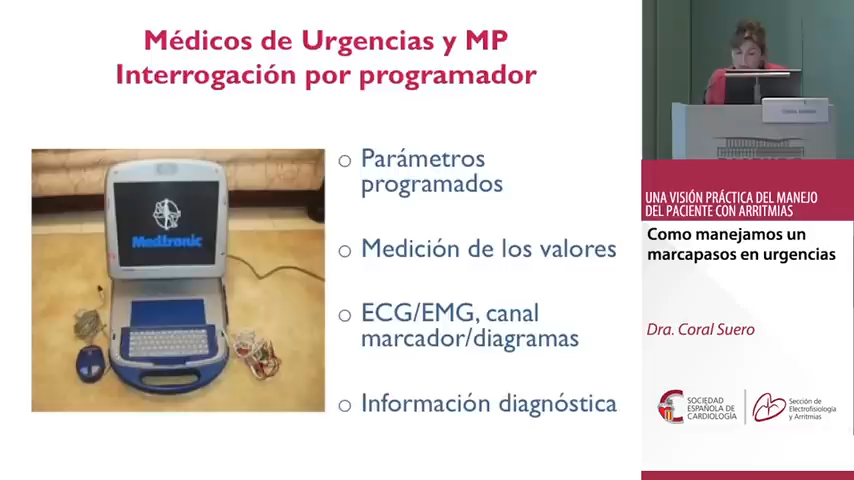 Médicos de Urgencias y MP
Interrogación por programador
Medtronic
Parámetros
programados
Medición de los valores
ECG/EMG, canal
marcador/diagramas
Información diagnóstica
UNA VISIÓN PRÁCTICA DEL MANEJO
DEL PACIENTE CON ARRITMIAS
Como manejamos un
marcapasos en urgencias
Dra. Coral Suero
SOCIEDAD
ESPAÑOLA DE
CARDIOLOGÍA
Sección de
Electrofisiología
y Arritmias